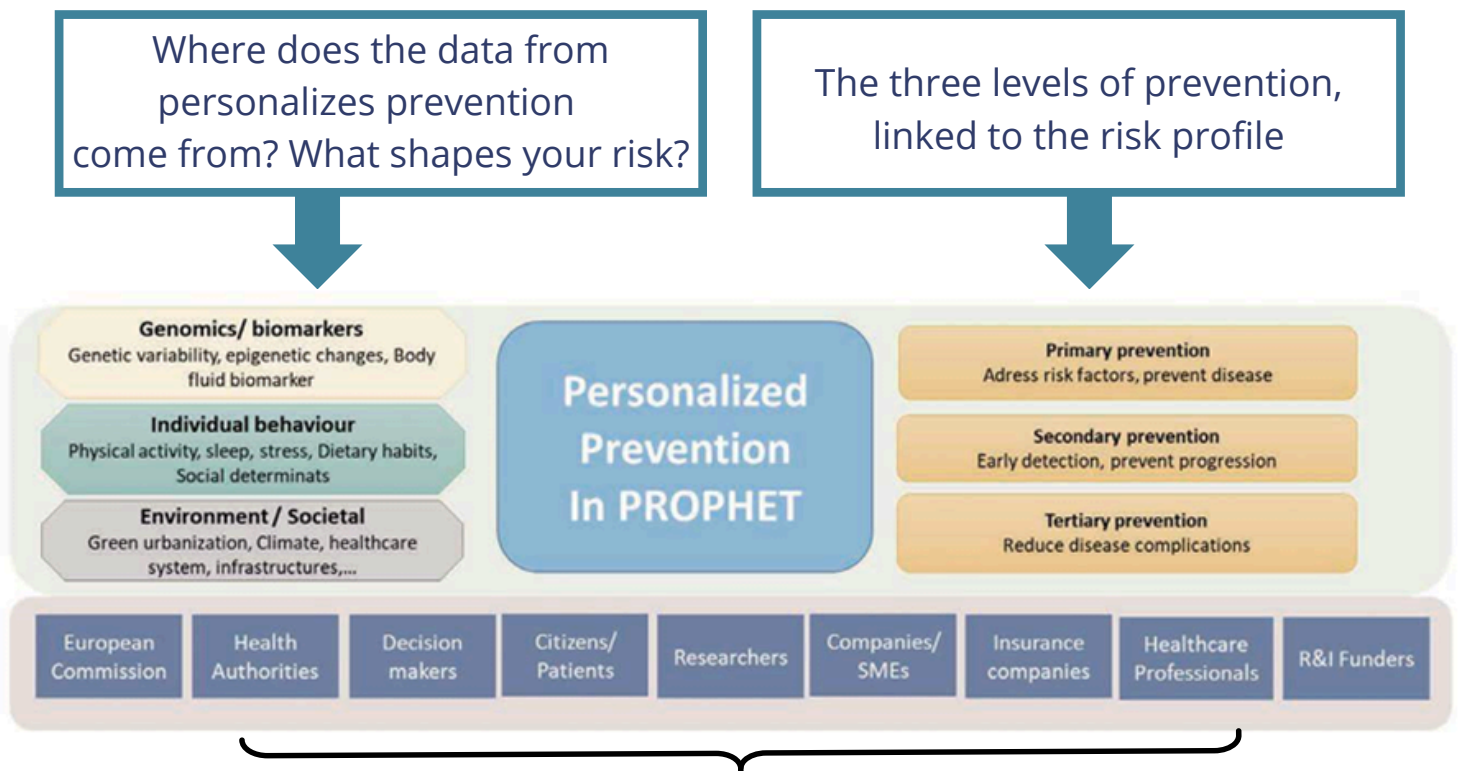 Where does the data from
personalizes prevention
come from? What shapes your risk?
The three levels of prevention,
linked to the risk profile
Genomics/ biomarkers
Genetic variability, epigenetic changes, Body
fluid biomarker
Individual behaviour
Physical activity, sleep, stress, Dietary habits,
Social determinats
Environment / Societal
Green urbanization, Climate, healthcare
system, infrastructures,...
Personalized
Prevention
In PROPHET
Primary prevention
Adress risk factors, prevent disease
Secondary prevention
Early detection, prevent progression
Tertiary prevention
Reduce disease complications
European
Commission
Health
Authorities
Decision
makers
Citizens/
Patients
Researchers
Companies/
SMEs
Insurance
companies
Healthcare
Professionals
R&I Funders